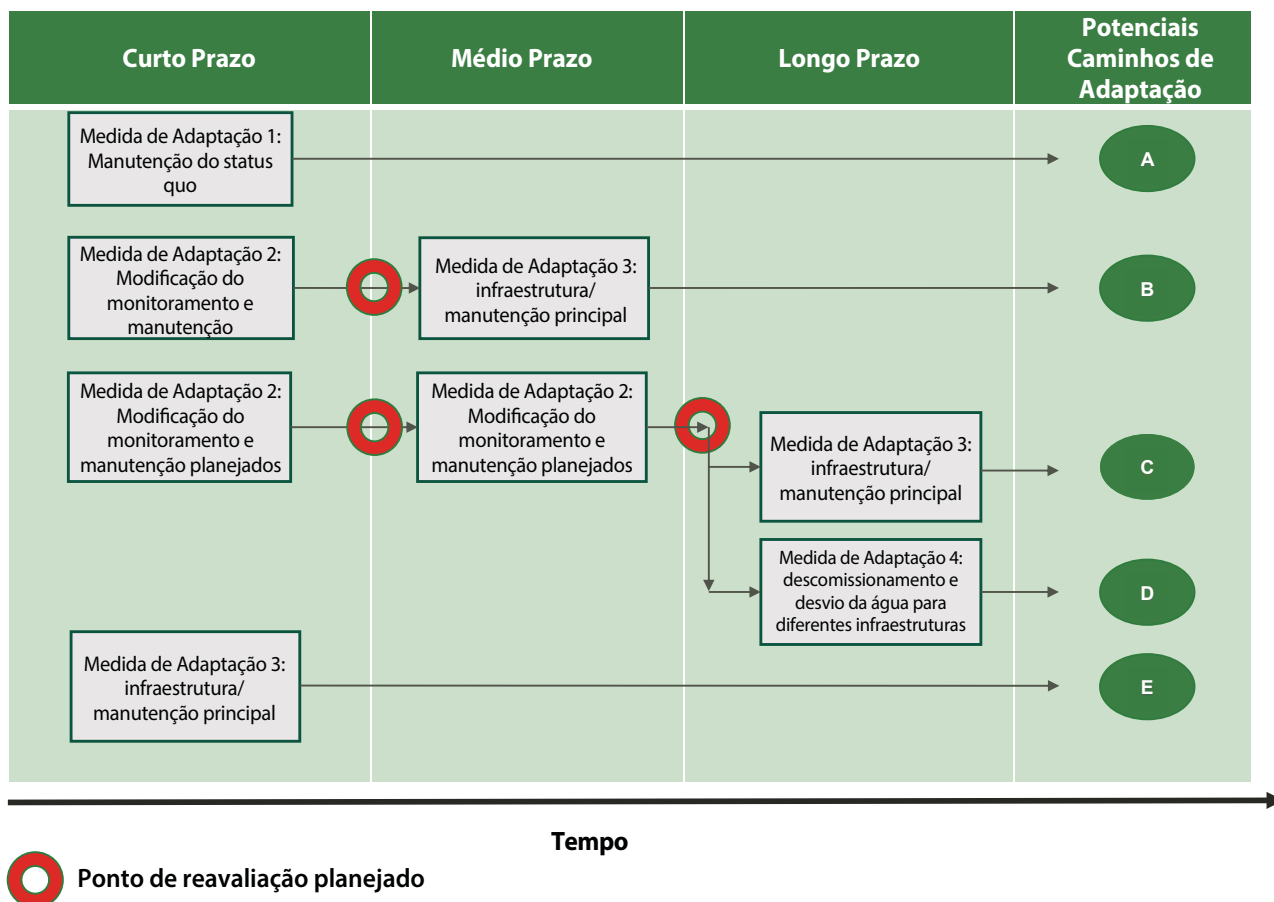 Curto Prazo
Médio Prazo
Longo Prazo
Potenciais
Caminhos de
Adaptação
Medida de Adaptação 1:
Manutenção do status
quo
A
Medida de Adaptação 2:
Modificação do
monitoramento e
manutenção
Medida de Adaptação 3:
infraestrutura/
manutenção principal
B
Medida de Adaptação 2:
Modificação do
monitoramento e
manutenção planejados
Medida de Adaptação 2:
Modificação do
monitoramento e
manutenção planejados
Medida de Adaptação 3:
infraestrutura/
manutenção principal
C
Medida de Adaptação 4:
descomissionamento e
desvio da água para
diferentes infraestruturas
D
Medida de Adaptação 3:
infraestrutura/
manutenção principal
E
Tempo
Ponto de reavaliação planejado